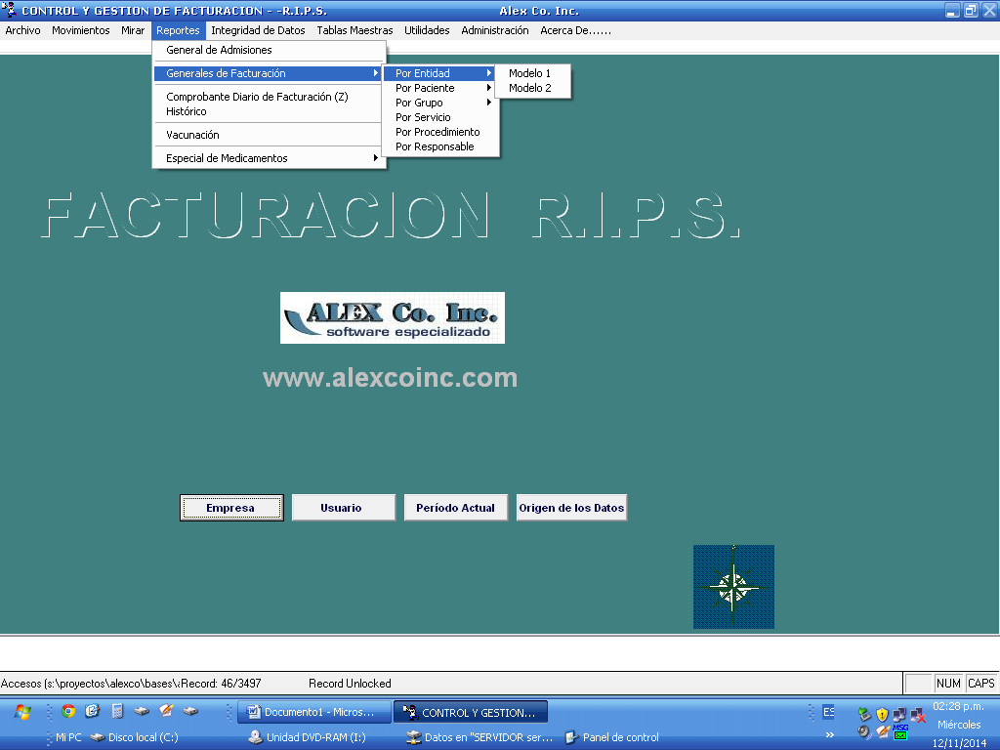 CONTROL Y GESTION DE FACTURACION - -R.I.P.S. Alex Co. Inc.
Archivo Movimientos Mirar Reportes Integridad de Datos Tablas Maestras Utilidades Administración Acerca De......
General de Admisiones
Generales de Facturación
Comprobante Diario de Facturación (Z)
Histórico
Vacunación
Especial de Medicamentos
Por Entidad
Por Paciente
Por Grupo
Por Servicio
Por Procedimiento
Por Responsable
Modelo 1
Modelo 2
FACTURACION R.I.P.S.
ALEX Co. Inc.
software especializado
www.alexcoinc.com
Empresa Usuario Período Actual Origen de los Datos
Accesos (s:\proyectos\alexco\bases\ Record: 46/3497 Record Unlocked NUM CAPS
Documento1 - Micros... CONTROL Y GESTION... ES 02:28 p.m.
MSG Miércoles
Mi PC Disco local (C:) Unidad DVD-RAM (I:) Datos en "SERVIDOR ser... Panel de control » 12/11/2014